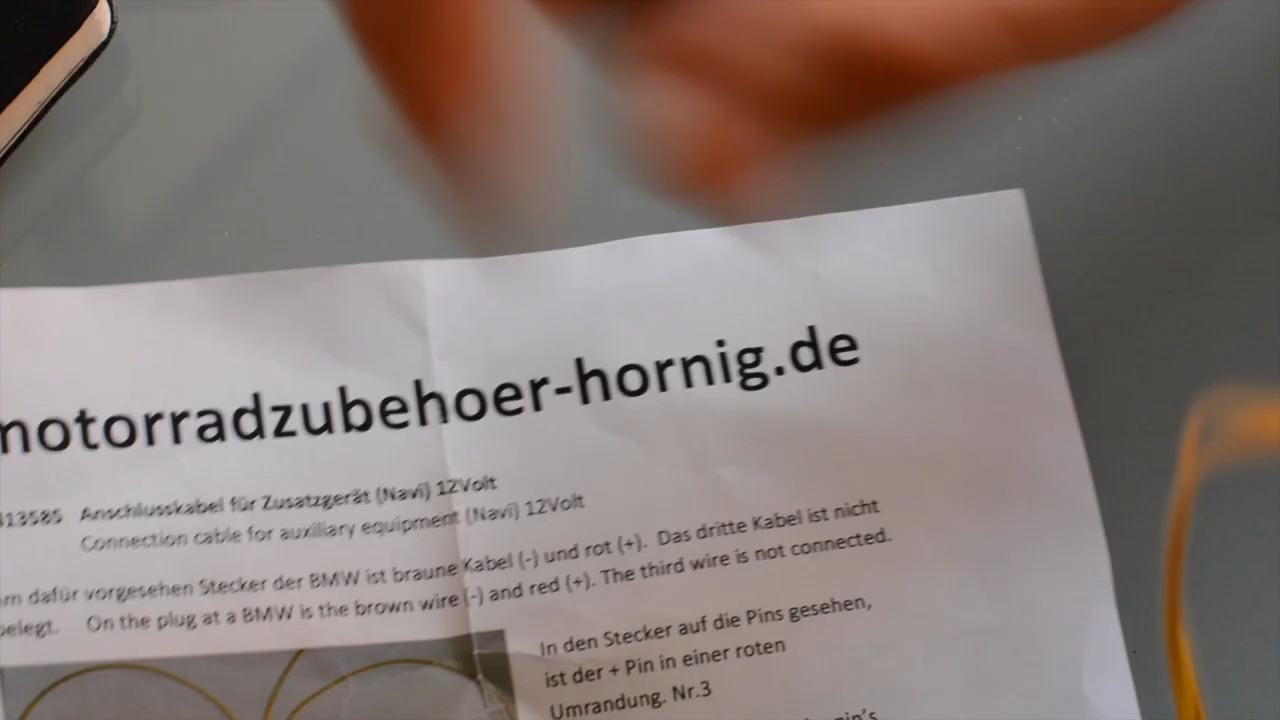 motorradzubehoer-hornig.de
313585 Anschlusskabel für Zusatzgerät (Navi) 12Volt
Connection cable for auxiliary equipment (Navi) 12Volt
dafür vorgesehen Stecker der BMW ist braune Kabel (-) und rot (+). Das dritte Kabel ist nicht
belegt. On the plug at a BMW is the brown wire (-) and red (+). The third wire is not connected.
In den Stecker auf die Pins gesehen,
ist der + Pin in einer roten
Umrandung. Nr.3